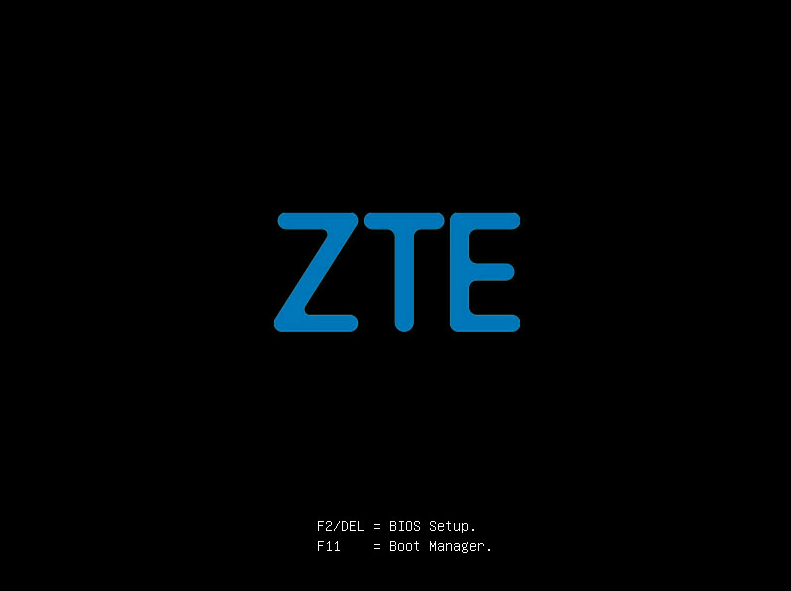 ZTE
F2/DEL = BIOS Setup.
F11    = Boot Manager.